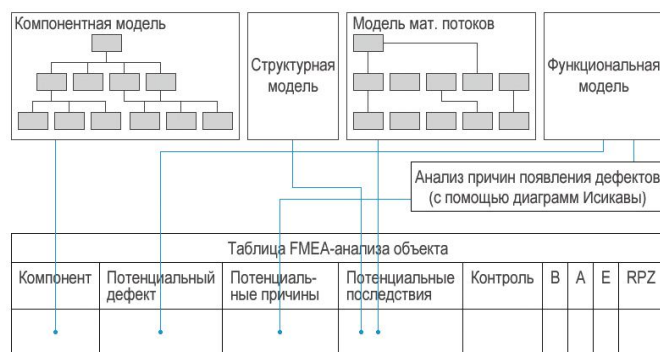 Компонентная модель
Структурная
модель
Модель мат. потоков
Функциональная
модель
Анализ причин появления дефектов
(с помощью диаграмм Исикавы)
Таблица FMEA-анализа объекта
Компонент
Потенциальный
дефект
Потенциаль-
ные причины
Потенциальные
последствия
Контроль
B
A
E
RPZ